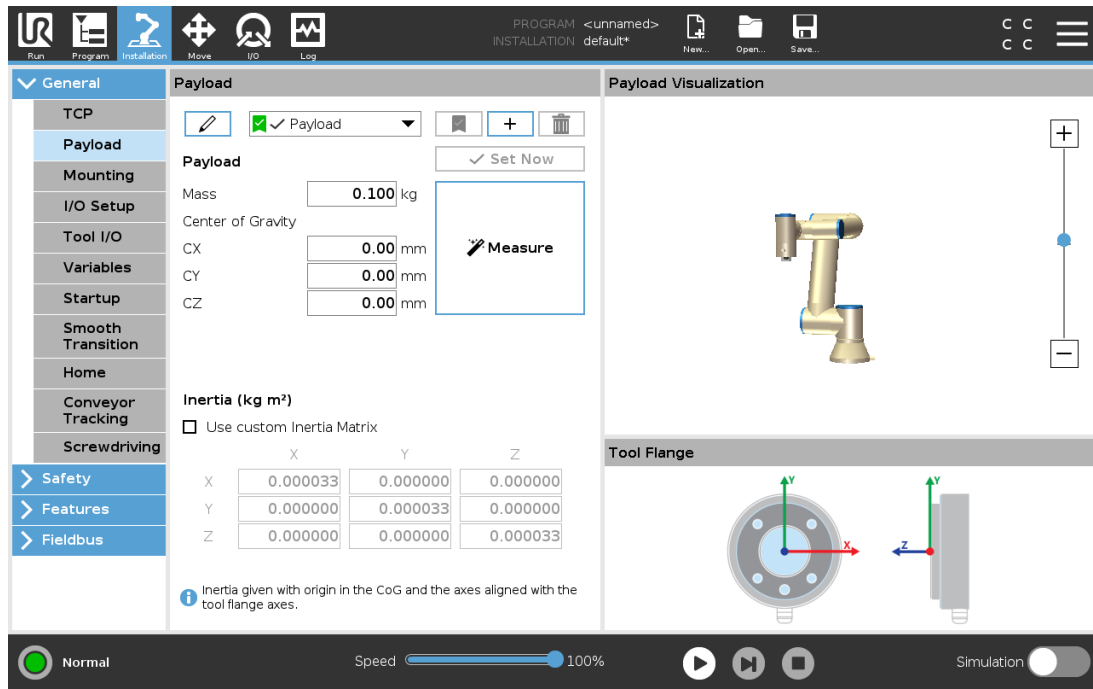 PROGRAM <unnamed>
INSTALLATION default*
Run
Program
Installation
Move
I/O
Log
New...
Open...
Save...
C C
C C
General
TCP
Payload
Mounting
I/O Setup
Tool I/O
Variables
Startup
Smooth
Transition
Home
Conveyor
Tracking
Screwdriving
Safety
Features
Fieldbus
Payload
Payload
Payload
Set Now
Mass 0.100 kg
Center of Gravity
CX 0.00 mm
CY 0.00 mm
CZ 0.00 mm
Measure
Inertia (kg m²)
Use custom Inertia Matrix
X Y Z
X 0.000033 0.000000 0.000000
Y 0.000000 0.000033 0.000000
Z 0.000000 0.000000 0.000033
Inertia given with origin in the CoG and the axes aligned with the
tool flange axes.
Payload Visualization
Tool Flange
Y
X
Y
Z
Normal
Speed 100%
Simulation